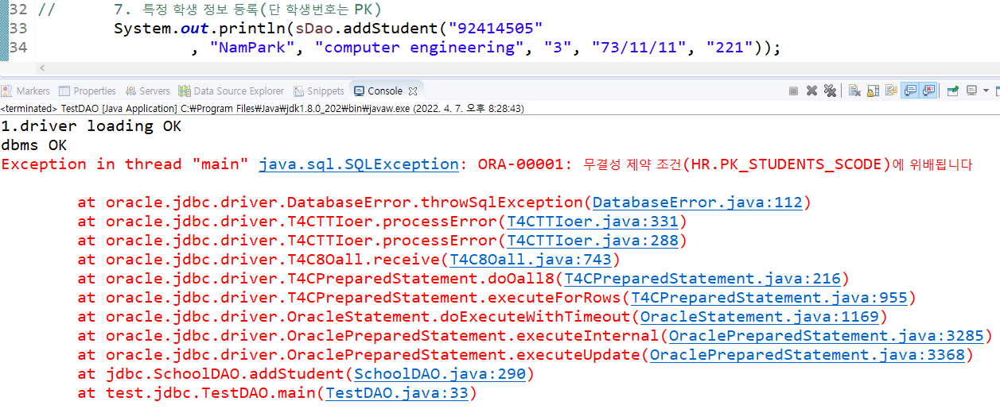 32 // 7. 특정 학생 정보 등록(단 학생번호는 PK)
33 System.out.println(sDao.addStudent("92414505"
34 , "NamPark", "computer engineering", "3", "73/11/11", "221"));
Markers Properties Servers Data Source Explorer Snippets Console
<terminated> TestDAO [Java Application] C:₩Program Files₩Java₩jdk1.8.0_202₩bin₩javaw.exe (2022. 4. 7. 오후 8:28:43)
1.driver loading OK
dbms OK
Exception in thread "main" java.sql.SQLException: ORA-00001: 무결성 제약 조건(HR.PK_STUDENTS_SCODE)에 위배됩니다
at oracle.jdbc.driver.DatabaseError.throwSqlException(DatabaseError.java:112)
at oracle.jdbc.driver.T4CTTIoer.processError(T4CTTIoer.java:331)
at oracle.jdbc.driver.T4CTTIoer.processError(T4CTTIoer.java:288)
at oracle.jdbc.driver.T4C8Oall.receive(T4C8Oall.java:743)
at oracle.jdbc.driver.T4CPreparedStatement.doOall8(T4CPreparedStatement.java:216)
at oracle.jdbc.driver.T4CPreparedStatement.executeForRows(T4CPreparedStatement.java:955)
at oracle.jdbc.driver.OracleStatement.doExecuteWithTimeout(OracleStatement.java:1169)
at oracle.jdbc.driver.OraclePreparedStatement.executeInternal(OraclePreparedStatement.java:3285)
at oracle.jdbc.driver.OraclePreparedStatement.executeUpdate(OraclePreparedStatement.java:3368)
at jdbc.SchoolDAO.addStudent(SchoolDAO.java:290)
at test.jdbc.TestDAO.main(TestDAO.java:33)